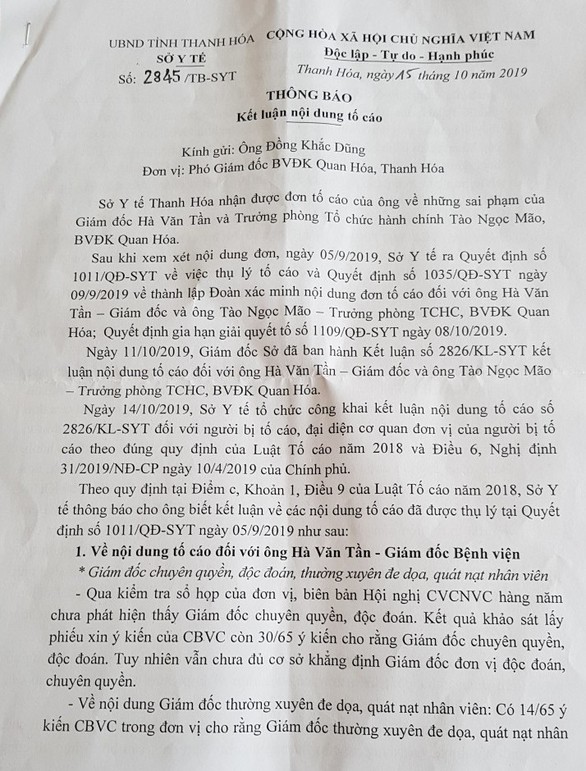 UBND TỈNH THANH HÓA CỘNG HÒA XÃ HỘI CHỦ NGHĨA VIỆT NAM
SỞ Y TẾ Độc lập - Tự do - Hạnh phúc
Số: 2845/TB-SYT Thanh Hóa, ngày 15 tháng 10 năm 2019
THÔNG BÁO
Kết luận nội dung tố cáo
Kính gửi: Ông Đồng Khắc Dũng
Đơn vị: Phó Giám đốc BVĐK Quan Hóa, Thanh Hóa
Sở Y tế Thanh Hóa nhận được đơn tố cáo của ông về những sai phạm của
Giám đốc Hà Văn Tần và Trưởng phòng Tổ chức hành chính Tào Ngọc Mão,
BVĐK Quan Hóa.
Sau khi xem xét nội dung đơn, ngày 05/9/2019, Sở Y tế ra Quyết định số
1011/QĐ-SYT về việc thụ lý tố cáo và Quyết định số 1035/QĐ-SYT ngày
09/9/2019 về thành lập Đoàn xác minh nội dung đơn tố cáo đối với ông Hà Văn
Tần – Giám đốc và ông Tào Ngọc Mão – Trưởng phòng TCHC, BVĐK Quan
Hóa; Quyết định gia hạn giải quyết tố số 1109/QĐ-SYT ngày 08/10/2019.
Ngày 11/10/2019, Giám đốc Sở đã ban hành Kết luận số 2826/KL-SYT kết
luận nội dung tố cáo đối với ông Hà Văn Tần – Giám đốc và ông Tào Ngọc Mão
– Trưởng phòng TCHC, BVĐK Quan Hóa.
Ngày 14/10/2019, Sở Y tế tổ chức công khai kết luận nội dung tố cáo số
2826/KL-SYT đối với người bị tố cáo, đại diện cơ quan đơn vị của người bị tố
cáo theo đúng quy định của Luật Tố cáo năm 2018 và Điều 6, Nghị định
31/2019/NĐ-CP ngày 10/4/2019 của Chính phủ.
Theo quy định tại Điểm c, Khoản 1, Điều 9 của Luật Tố cáo năm 2018, Sở Y
tế thông báo cho ông biết kết luận về các nội dung tố cáo đã được thụ lý tại Quyết
định số 1011/QĐ-SYT ngày 05/9/2019 như sau:
1. Về nội dung tố cáo đối với ông Hà Văn Tần - Giám đốc Bệnh viện
* Giám đốc chuyên quyền, độc đoán, thường xuyên đe dọa, quát nạt nhân viên
- Qua kiểm tra sổ họp của đơn vị, biên bản Hội nghị CVCNVC hàng năm
chưa phát hiện thấy Giám đốc chuyên quyền, độc đoán. Kết quả khảo sát lấy
phiếu xin ý kiến của CBVC còn 30/65 ý kiến cho rằng Giám đốc chuyên quyền,
độc đoán. Tuy nhiên vẫn chưa đủ cơ sở khẳng định Giám đốc đơn vị độc đoán,
chuyên quyền.
- Về nội dung Giám đốc thường xuyên đe dọa, quát nạt nhân viên: Có 14/65 ý
kiến CBVC trong đơn vị cho rằng Giám đốc thường xuyên đe dọa, quát nạt nhân